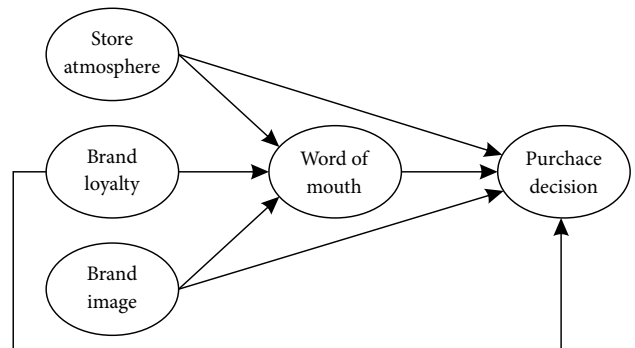 Store
atmosphere
Brand
loyalty
Word of
mouth
Purchace
decision
Brand
image